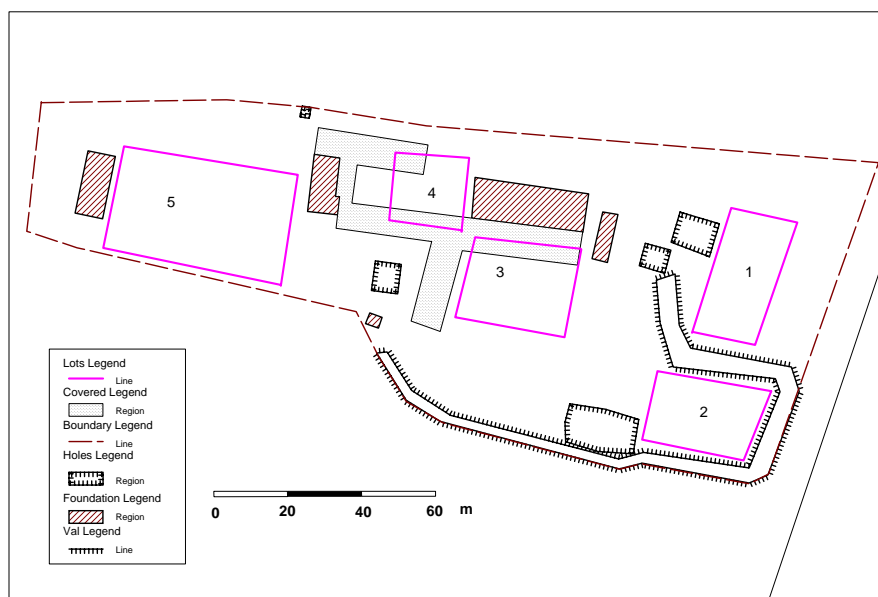 5
4
3
1
2
Lots Legend
Line
Covered Legend
Region
Boundary Legend
Line
Holes Legend
Region
Foundation Legend
Region
Val Legend
Line
0 20 40 60 m